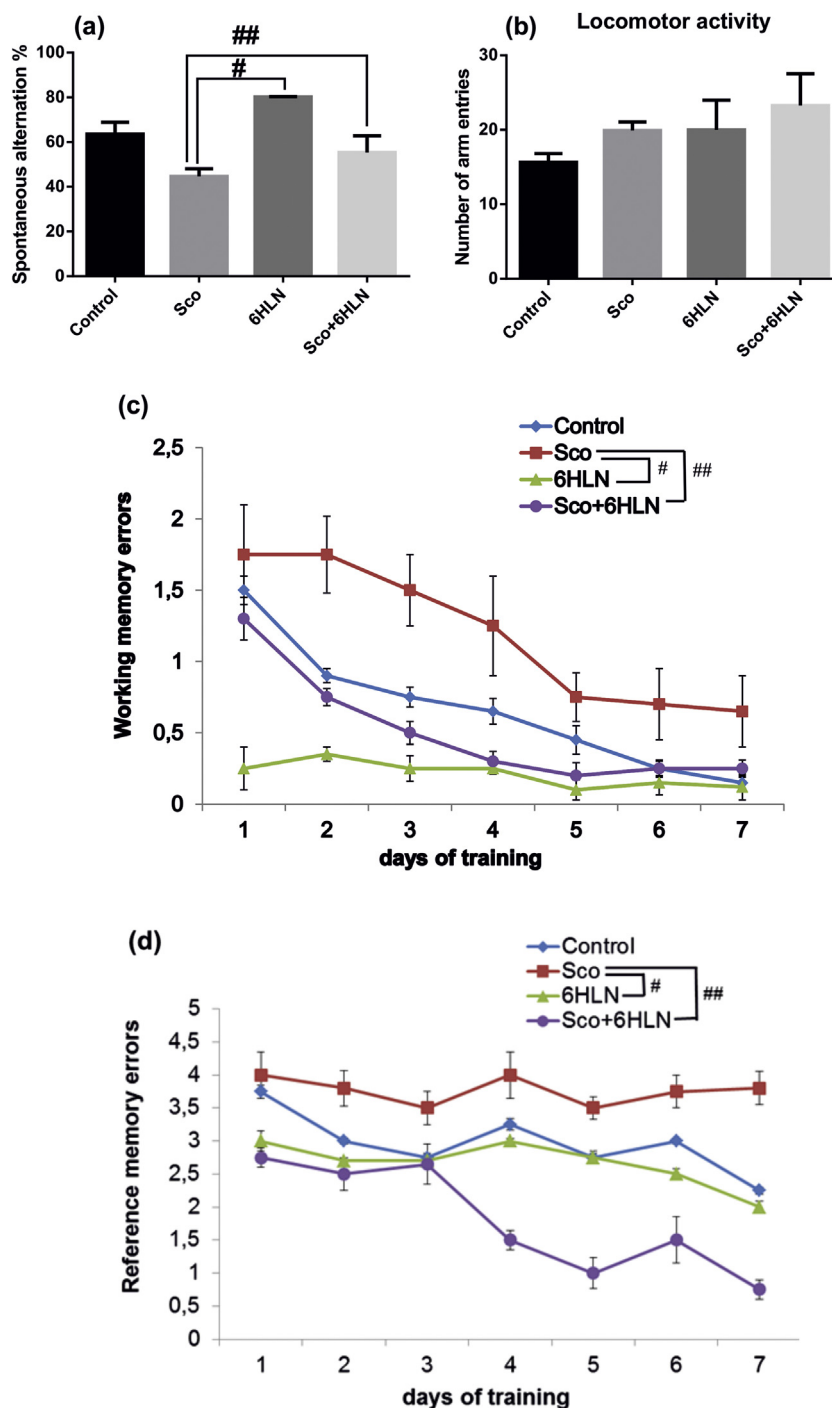 (a)
##
#
Spontaneous alternation %
100
80
60
40
20
0
Control
Sco
6HLN
Sco+6HLN
(b)
Locomotor activity
Number of arm entries
30
20
10
0
Control
Sco
6HLN
Sco+6HLN
(c)
Control
Sco
6HLN
Sco+6HLN
#
##
Working memory errors
2,5
2
1,5
1
0,5
0
1 2 3 4 5 6 7
days of training
(d)
Control
Sco
6HLN
Sco+6HLN
#
##
Reference memory errors
5
4,5
4
3,5
3
2,5
2
1,5
1
0,5
0
1 2 3 4 5 6 7
days of training